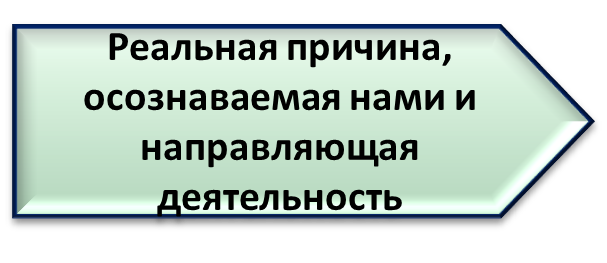 Реальная причина,
осознаваемая нами и
направляющая
деятельность